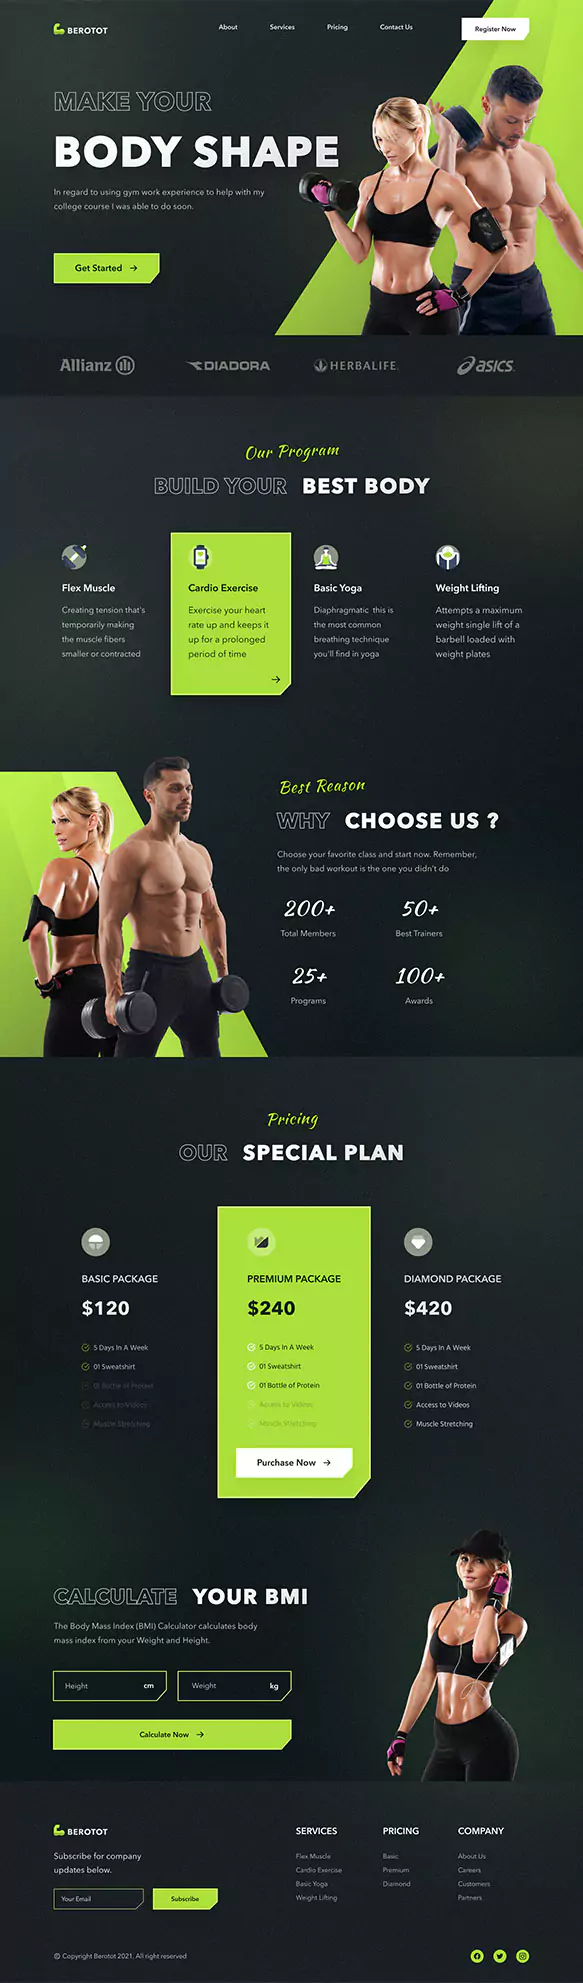 BEROTOT
About Services Pricing Contact Us Register Now
MAKE YOUR
BODY SHAPE
In regard to using gym work experience to help with my
college course I was able to do soon.
Get Started →
Allianz DIADORA HERBALIFE asics
Our Program
BUILD YOUR BEST BODY
Flex Muscle
Creating tension that's
temporarily making
the muscle fibers
smaller or contracted
Cardio Exercise
Exercise your heart
rate up and keeps it
up for a prolonged
period of time
→
Basic Yoga
Diaphragmatic this is
the most common
breathing technique
you'll find in yoga
Weight Lifting
Attempts a maximum
weight single lift of a
barbell loaded with
weight plates
Best Reason
WHY CHOOSE US ?
Choose your favorite class and start now. Remember,
the only bad workout is the one you didn't do
200+ 50+
Total Members Best Trainers
25+ 100+
Programs Awards
Pricing
OUR SPECIAL PLAN
BASIC PACKAGE
$120
5 Days In A Week
01 Sweatshirt
01 Bottle of Protein
Access to Videos
Muscle Stretching
PREMIUM PACKAGE
$240
5 Days In A Week
01 Sweatshirt
01 Bottle of Protein
Access to Videos
Muscle Stretching
Purchase Now →
DIAMOND PACKAGE
$420
5 Days In A Week
01 Sweatshirt
01 Bottle of Protein
Access to Videos
Muscle Stretching
CALCULATE YOUR BMI
The Body Mass Index (BMI) Calculator calculates body
mass index from your Weight and Height.
Height cm Weight kg
Calculate Now →
BEROTOT
Subscribe for company
updates below.
Your Email Subscribe
SERVICES
Flex Muscle
Cardio Exercise
Basic Yoga
Weight Lifting
PRICING
Basic
Premium
Diamond
COMPANY
About Us
Careers
Customers
Partners
© Copyright Berotot 2021, All right reserved